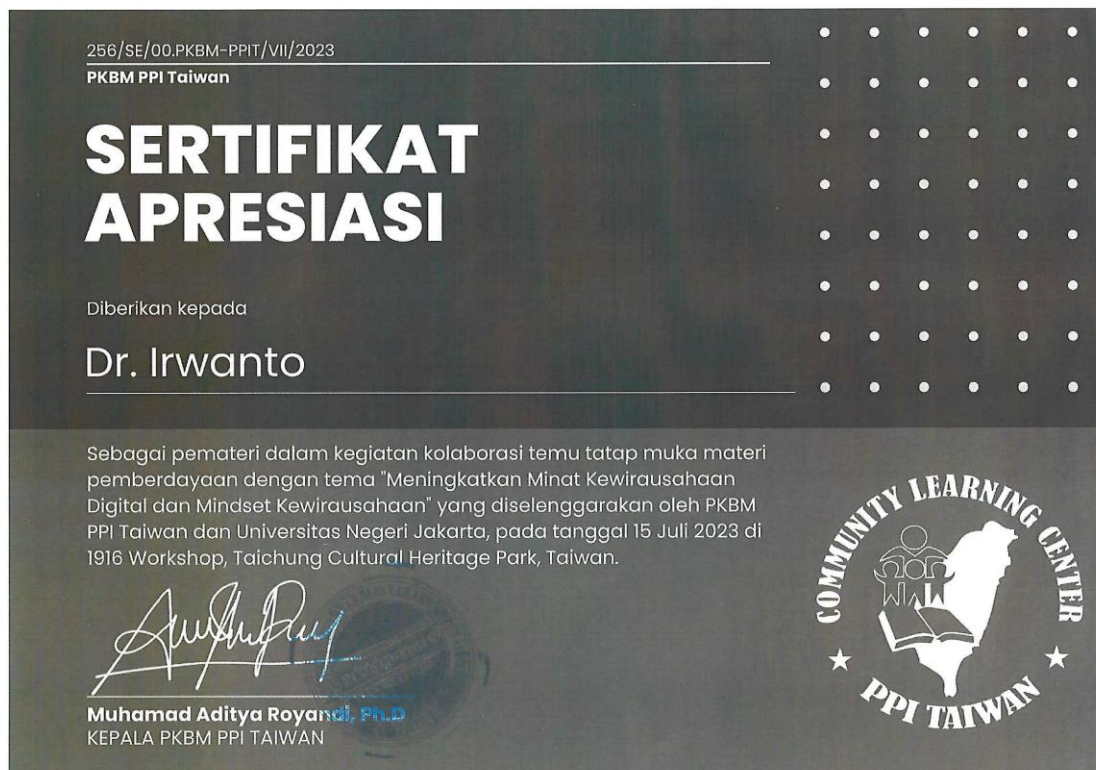 256/SE/00.PKBM-PPIT/VII/2023
PKBM PPI Taiwan
SERTIFIKAT
APRESIASI
Diberikan kepada
Dr. Irwanto
Sebagai pemateri dalam kegiatan kolaborasi temu tatap muka materi
pemberdayaan dengan tema "Meningkatkan Minat Kewirausahaan
Digital dan Mindset Kewirausahaan" yang diselenggarakan oleh PKBM
PPI Taiwan dan Universitas Negeri Jakarta, pada tanggal 15 Juli 2023 di
1916 Workshop, Taichung Cultural Heritage Park, Taiwan.
Muhamad Aditya Royandi, Ph.D
KEPALA PKBM PPI TAIWAN
COMMUNITY LEARNING CENTER
PPI TAIWAN